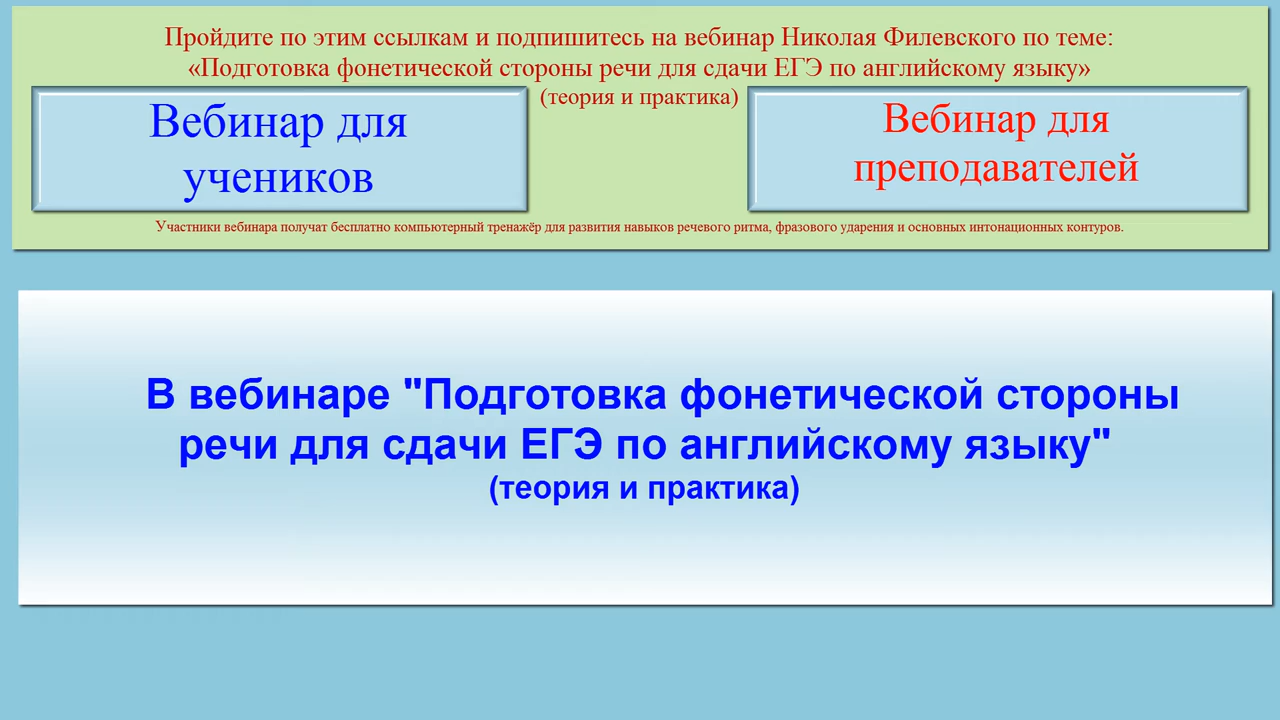 Пройдите по этим ссылкам и подпишитесь на вебинар Николая Филевского по теме:
«Подготовка фонетической стороны речи для сдачи ЕГЭ по английскому языку»
(теория и практика)
Вебинар для
учеников
Вебинар для
преподавателей
Участники вебинара получат бесплатно компьютерный тренажёр для развития навыков речевого ритма, фразового ударения и основных интонационных контуров.
В вебинаре "Подготовка фонетической стороны
речи для сдачи ЕГЭ по английскому языку"
(теория и практика)